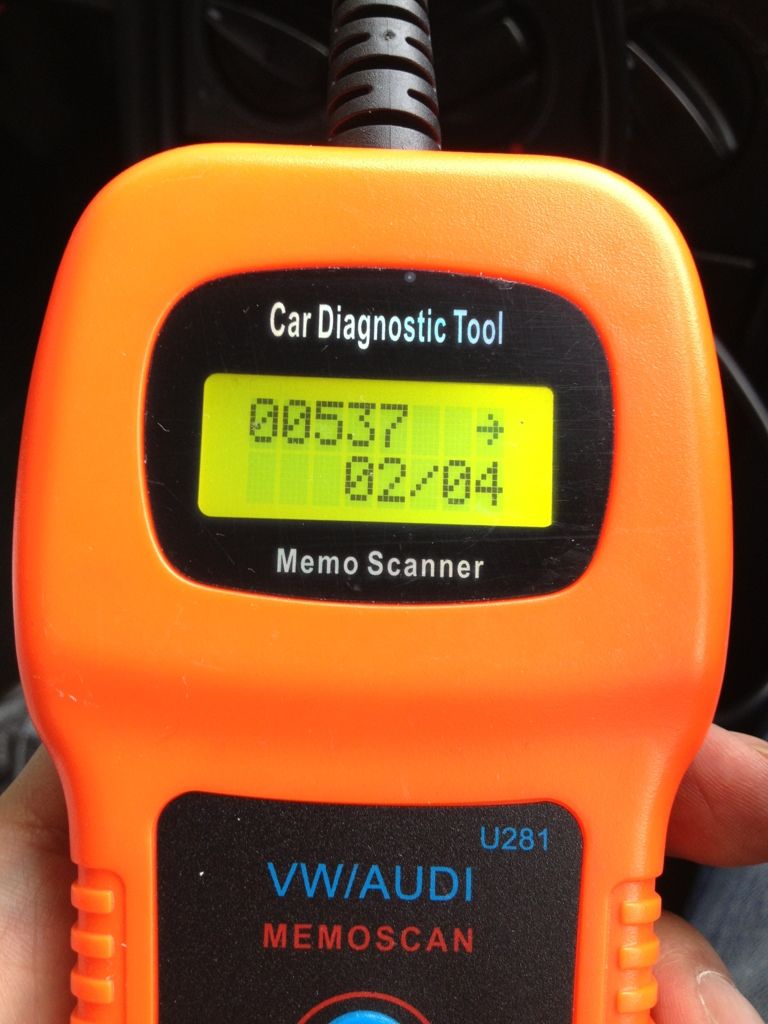 Car Diagnostic Tool
00537 →
02/04
Memo Scanner
U281
VW/AUDI
MEMOSCAN